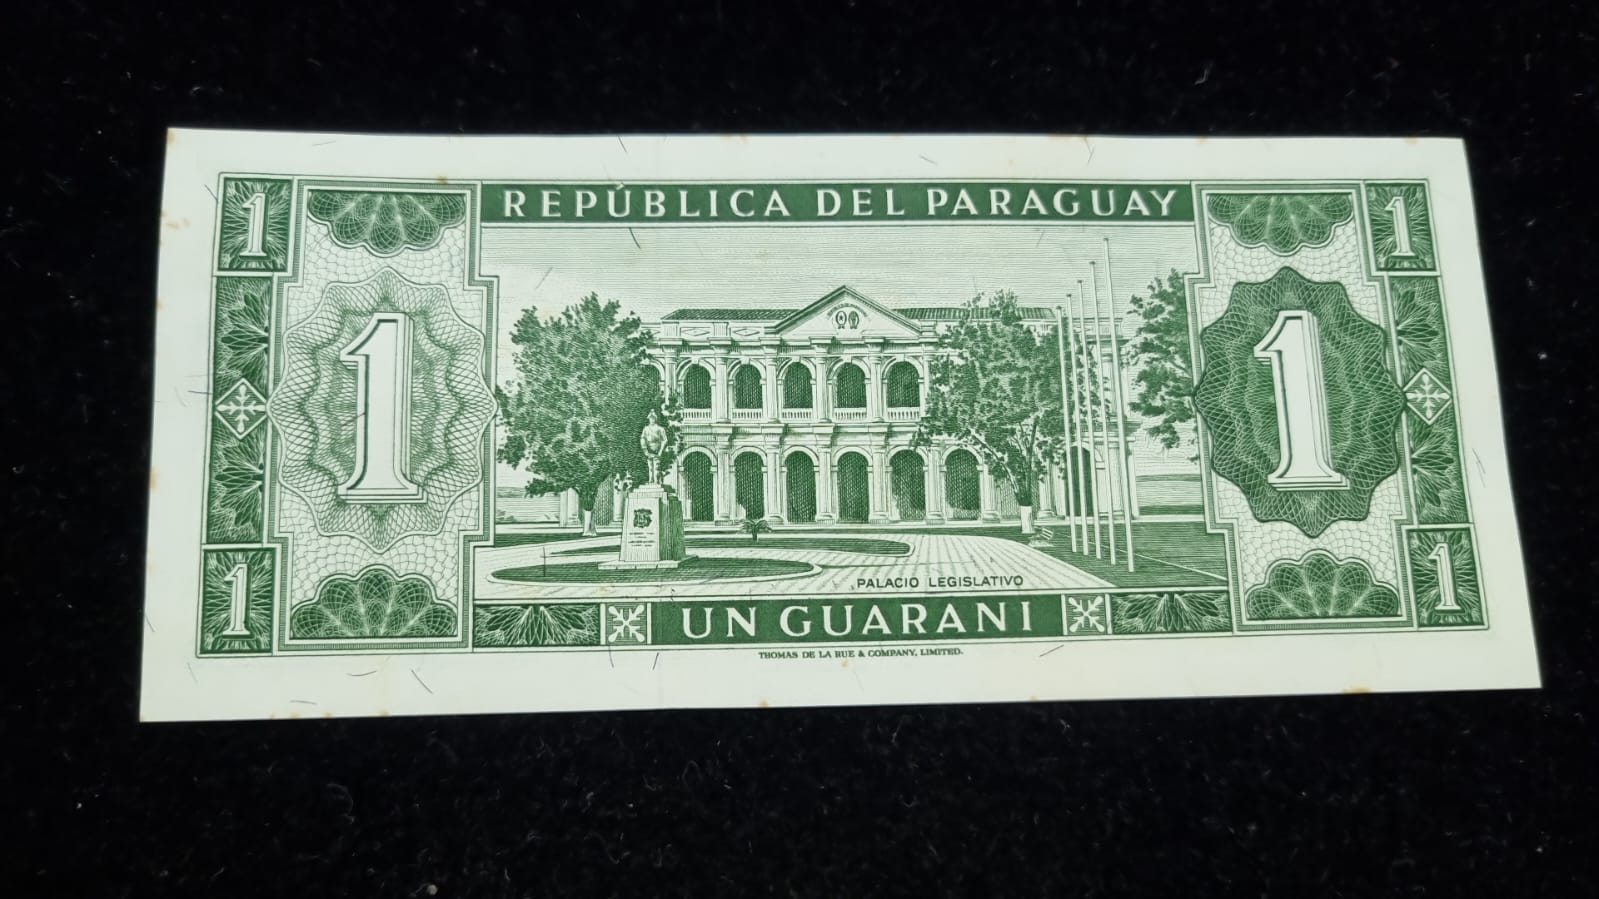 1 REPÚBLICA DEL PARAGUAY 1
1 1
PALACIO LEGISLATIVO
1 UN GUARANI 1
THOMAS DE LA RUE & COMPANY, LIMITED.